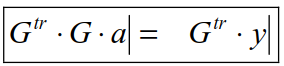 G^{tr} · G · a| = G^{tr} · y|